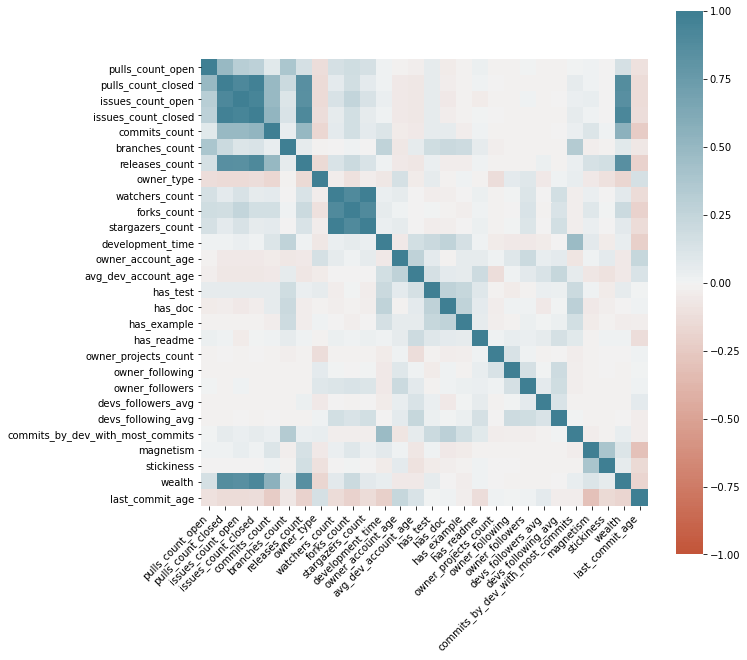 pulls_count_open
pulls_count_closed
issues_count_open
issues_count_closed
commits_count
branches_count
releases_count
owner_type
watchers_count
forks_count
stargazers_count
development_time
owner_account_age
avg_dev_account_age
has_test
has_doc
has_example
has_readme
owner_projects_count
owner_following
owner_followers
devs_followers_avg
devs_following_avg
commits_by_dev_with_most_commits
magnetism
stickiness
wealth
last_commit_age
pulls_count_open
pulls_count_closed
issues_count_open
issues_count_closed
commits_count
branches_count
releases_count
owner_type
watchers_count
forks_count
stargazers_count
development_time
owner_account_age
avg_dev_account_age
has_test
has_doc
has_example
has_readme
owner_projects_count
owner_following
owner_followers
devs_followers_avg
devs_following_avg
commits_by_dev_with_most_commits
magnetism
stickiness
wealth
last_commit_age
1.00
0.75
0.50
0.25
0.00
−0.25
−0.50
−0.75
−1.00